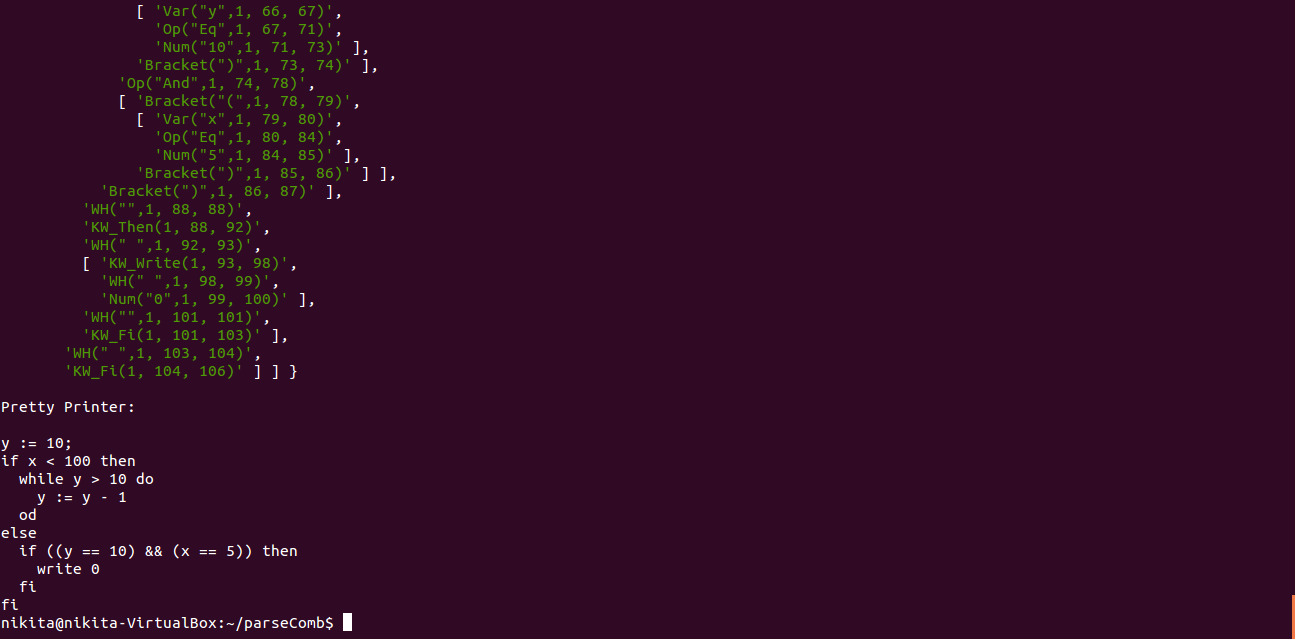 [ 'Var("y",1, 66, 67)',
'Op("Eq",1, 67, 71)',
'Num("10",1, 71, 73)' ],
'Bracket(")",1, 73, 74)' ],
'Op("And",1, 74, 78)',
[ 'Bracket("(",1, 78, 79)',
[ 'Var("x",1, 79, 80)',
'Op("Eq",1, 80, 84)',
'Num("5",1, 84, 85)' ],
'Bracket(")",1, 85, 86)' ] ],
'Bracket(")",1, 86, 87)' ],
'WH("",1, 88, 88)',
'KW_Then(1, 88, 92)',
'WH(" ",1, 92, 93)',
[ 'KW_Write(1, 93, 98)',
'WH(" ",1, 98, 99)',
'Num("0",1, 99, 100)' ],
'WH("",1, 101, 101)',
'KW_Fi(1, 101, 103)' ],
'WH(" ",1, 103, 104)',
'KW_Fi(1, 104, 106)' ] ] }
Pretty Printer:
y := 10;
if x < 100 then
  while y > 10 do
    y := y - 1
  od
else
  if ((y == 10) && (x == 5)) then
    write 0
  fi
fi
nikita@nikita-VirtualBox:~/parseComb$